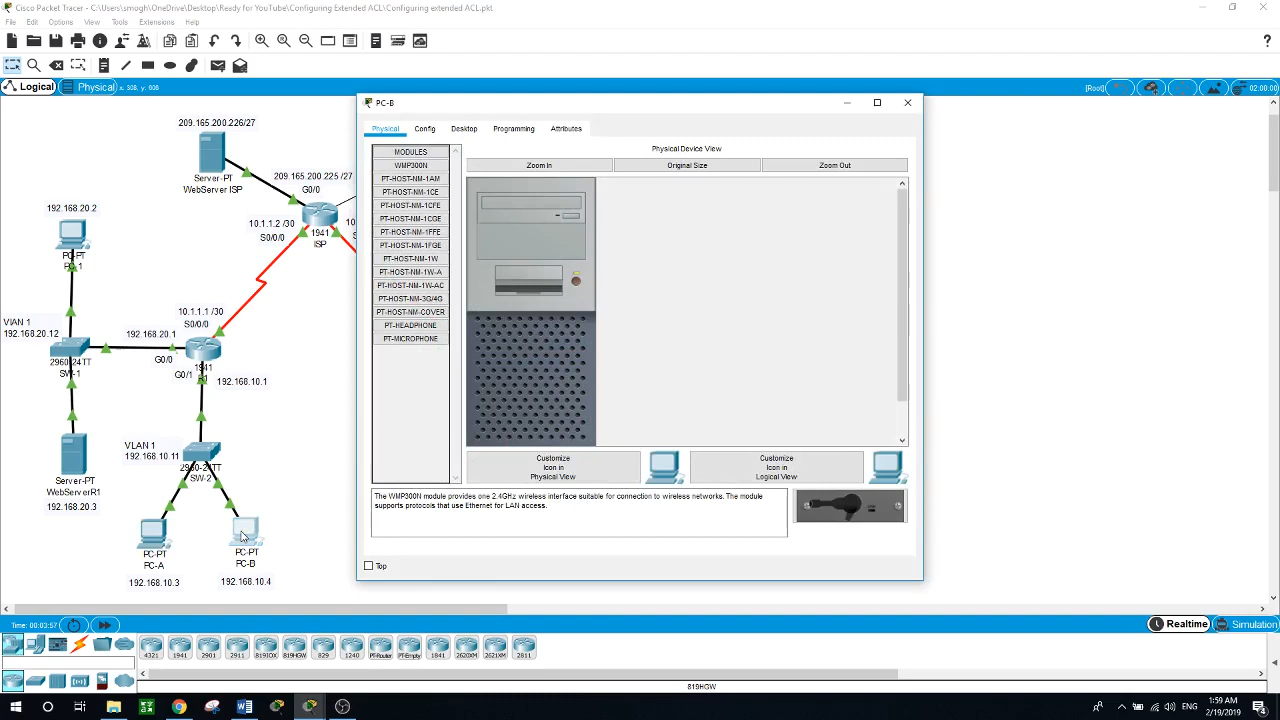 Cisco Packet Tracer - C:\Users\smogh\OneDrive\Desktop\Ready for YouTube\Configuring Extended ACL\Configuring extended ACL.pkt
File Edit Options View Tools Extensions Help
Logical Physical x: 308, y: 606 [Root] 02:00:00
209.165.200.226/27
Server-PT
WebServer ISP
209.165.200.225 /27
G0/0
192.168.20.2
PC-PT
10.1.1.2 /30
S0/0/0
1941
ISP
10.1.1.1 /30
S0/0/0
VlAN 1
192.168.20.12
192.168.20.1
G0/0
2960-24TT
SW-1
1941
G0/1
192.168.10.1
VLAN 1
192.168.10.11
2960-24TT
SW-2
Server-PT
WebServerR1
192.168.20.3
PC-PT
PC-A
192.168.10.3
PC-PT
PC-B
192.168.10.4
PC-B
Physical Config Desktop Programming Attributes
MODULES
WMP300N
PT-HOST-NM-1AM
PT-HOST-NM-1CE
PT-HOST-NM-1CFE
PT-HOST-NM-1CGE
PT-HOST-NM-1FFE
PT-HOST-NM-1FGE
PT-HOST-NM-1W
PT-HOST-NM-1W-A
PT-HOST-NM-1W-AC
PT-HOST-NM-3G/4G
PT-HOST-NM-COVER
PT-HEADPHONE
PT-MICROPHONE
Physical Device View
Zoom In Original Size Zoom Out
Customize
Icon in
Physical View
Customize
Icon in
Logical View
The WMP300N module provides one 2.4GHz wireless interface suitable for connection to wireless networks. The module
supports protocols that use Ethernet for LAN access.
Top
Time: 00:03:57 Realtime Simulation
4321 1941 2901 2911 819IOX 819HGW 829 1240 PT-Router PT-Empty 1841 2620XM 2621XM 2811
819HGW
1:59 AM
2/19/2019